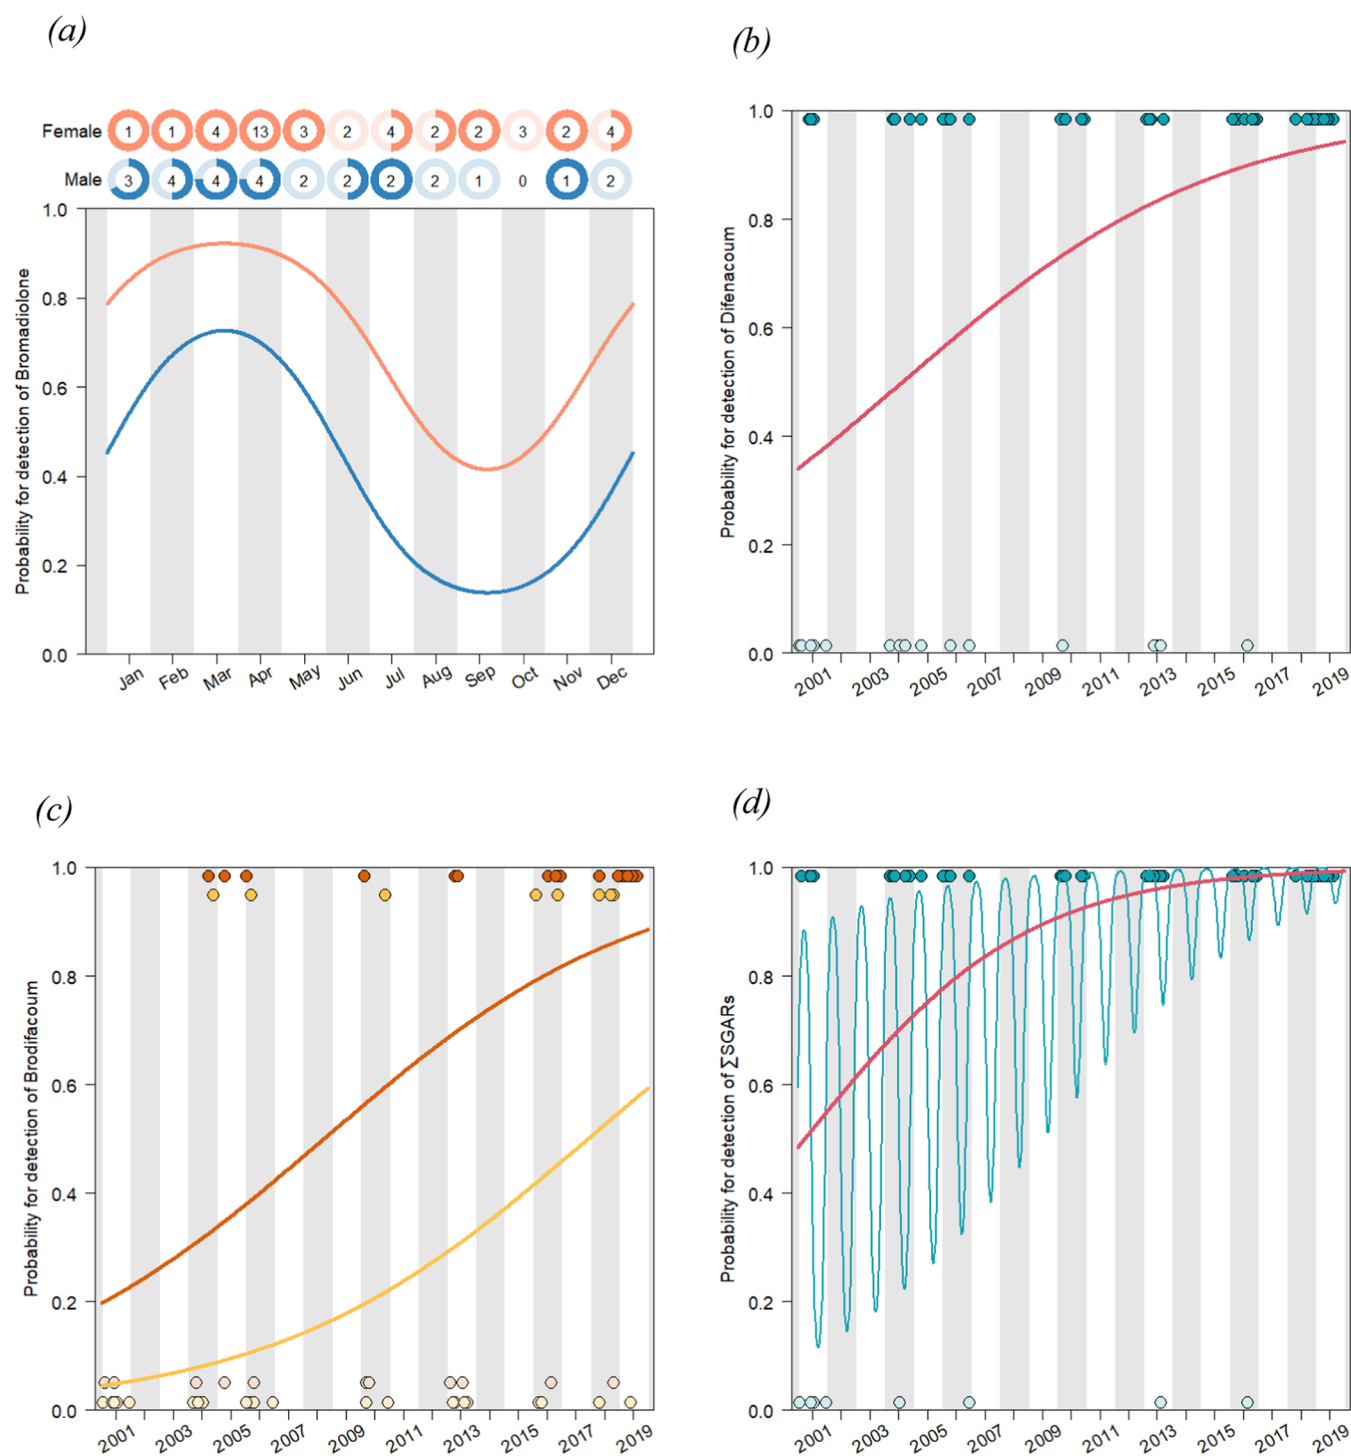 (a)
Female 1 1 4 13 3 2 4 2 2 3 2 4
Male 3 4 4 4 2 2 2 2 1 0 1 2
Probability for detection of Bromadiolone
1.0
0.8
0.6
0.4
0.2
0.0
Jan Feb Mar Apr May Jun Jul Aug Sep Oct Nov Dec
(b)
Probability for detection of Difenacoum
1.0
0.8
0.6
0.4
0.2
0.0
2001 2003 2005 2007 2009 2011 2013 2015 2017 2019
(c)
Probability for detection of Brodifacoum
1.0
0.8
0.6
0.4
0.2
0.0
2001 2003 2005 2007 2009 2011 2013 2015 2017 2019
(d)
Probability for detection of ∑SGARs
1.0
0.8
0.6
0.4
0.2
0.0
2001 2003 2005 2007 2009 2011 2013 2015 2017 2019